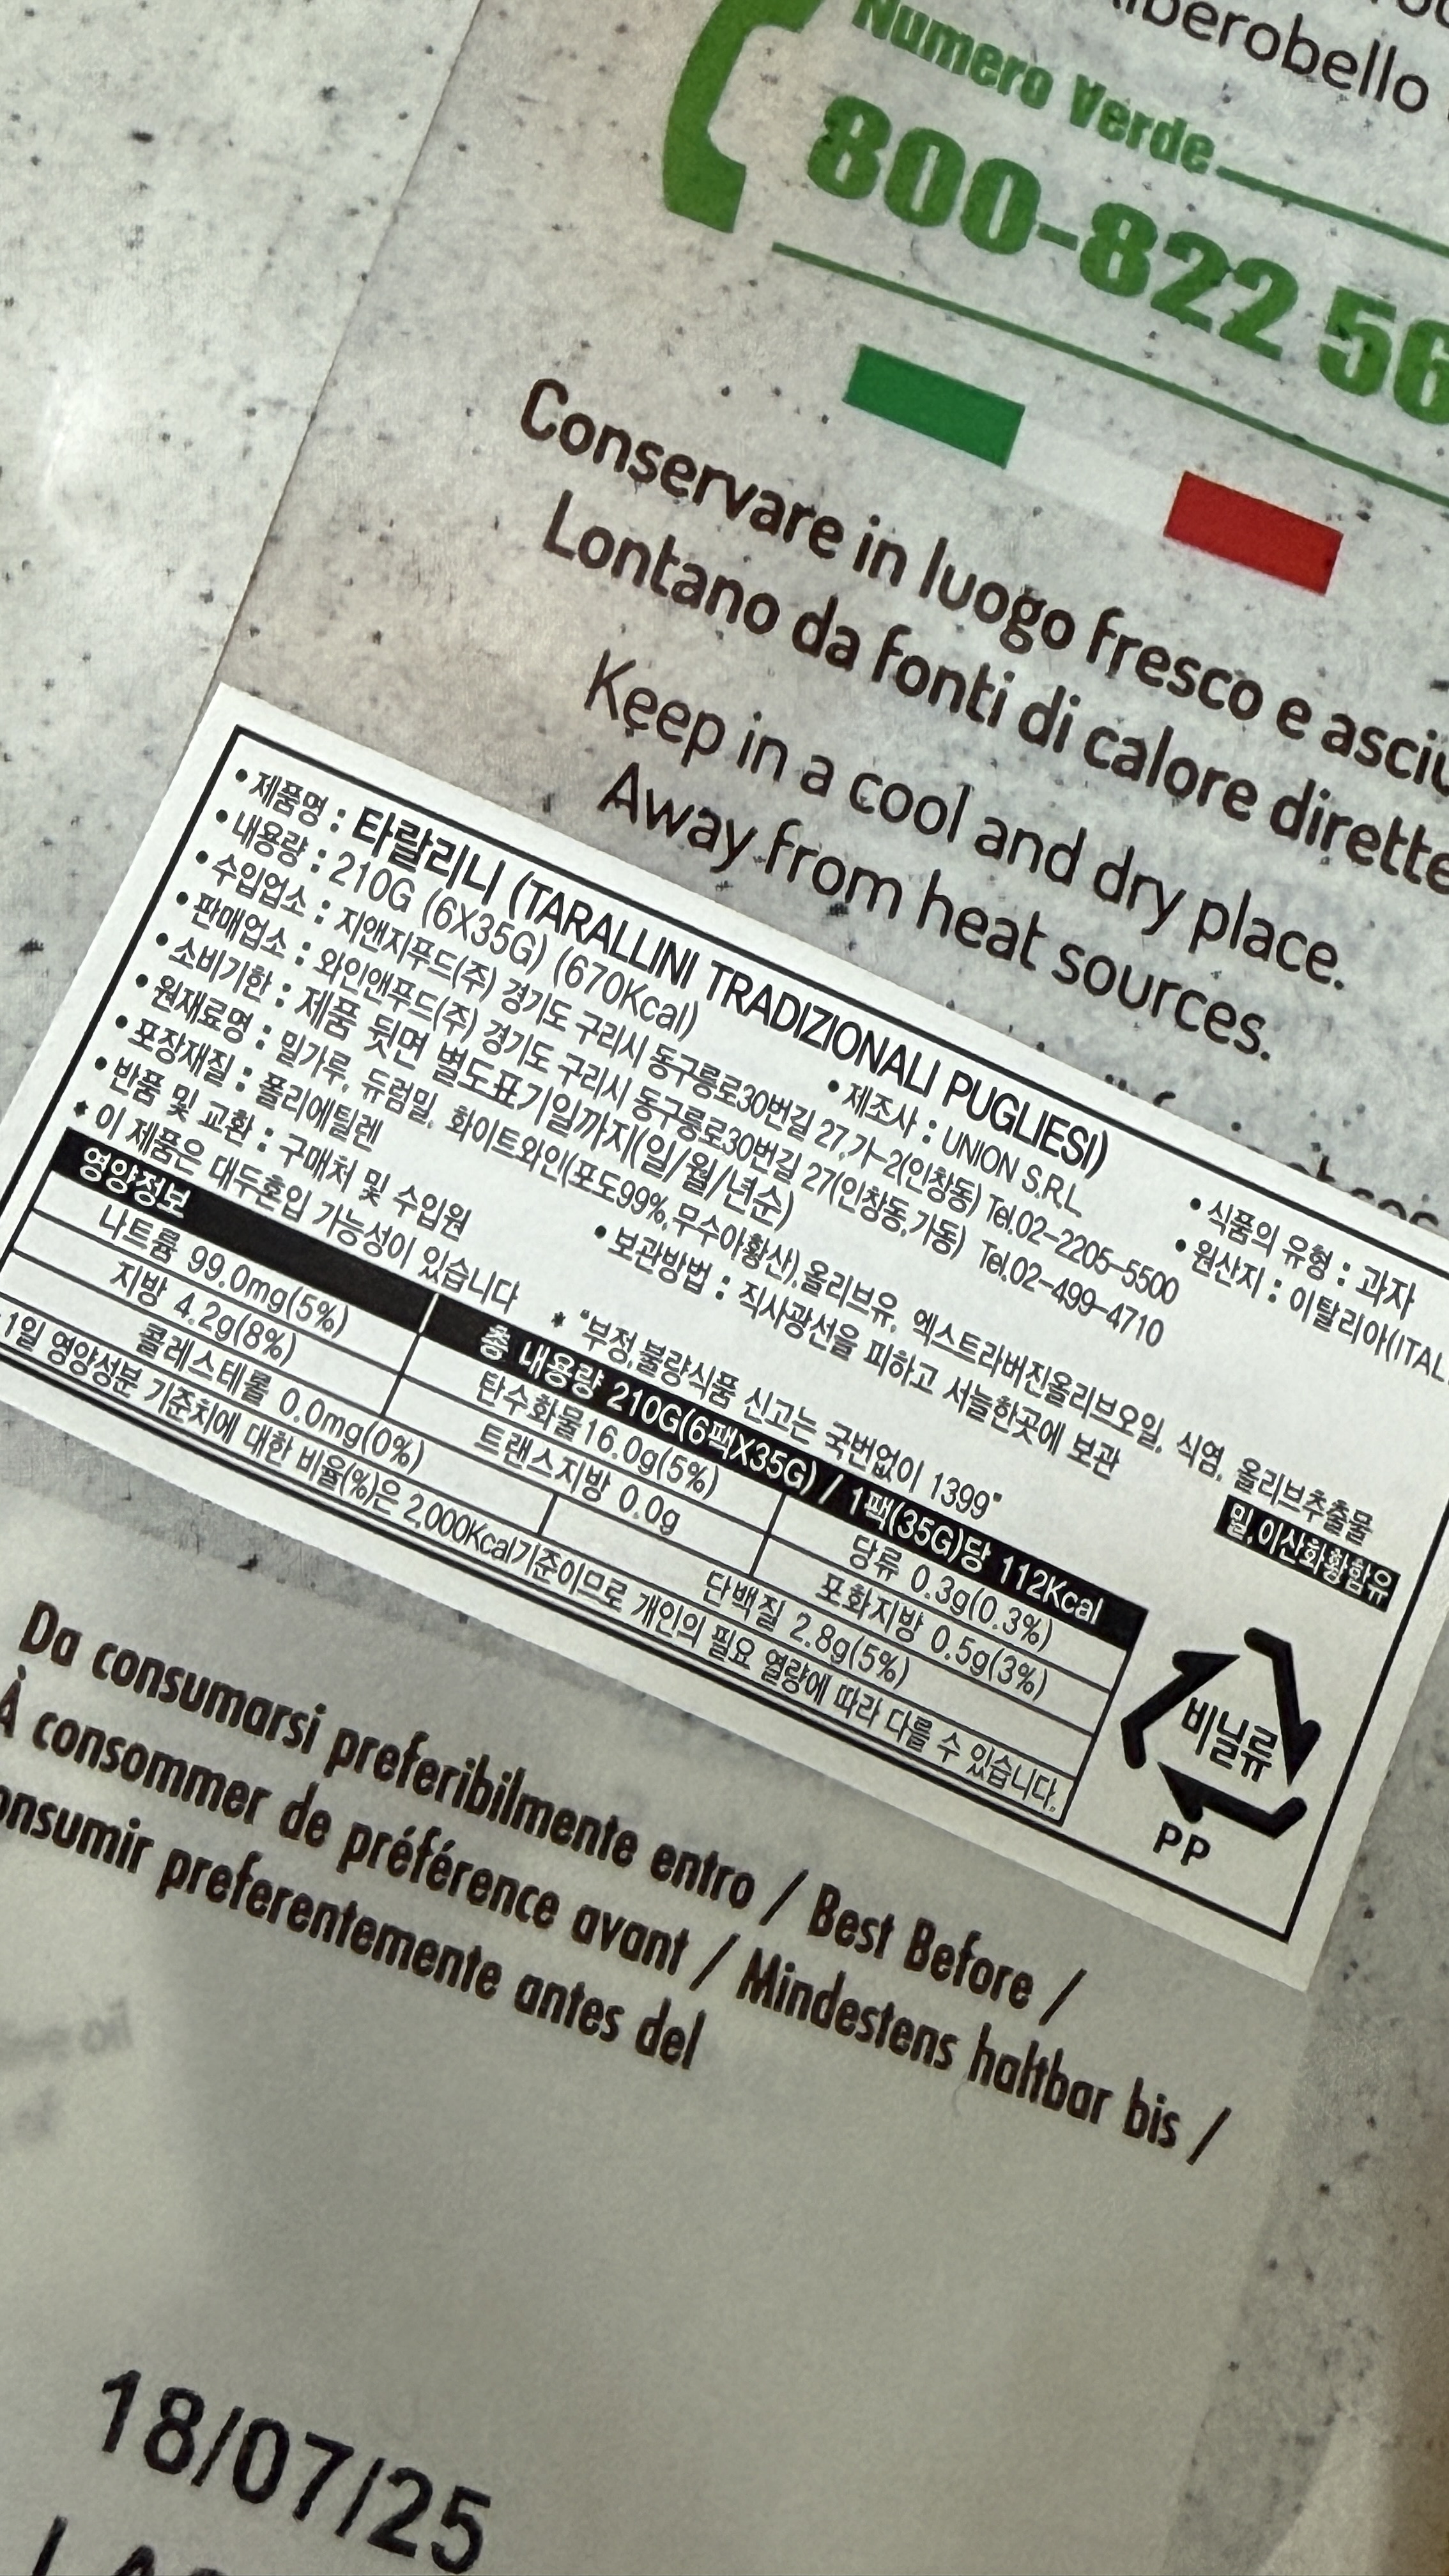 Alberobello
Numero Verde
800-822 56
Conservare in luogo fresco e asciu
Lontano da fonti di calore dirette
Keep in a cool and dry place.
Away from heat sources.
• 제품명 : 타랄리니 (TARALLINI TRADIZIONALI PUGLIESI)
• 식품의 유형 : 과자
• 내용량 : 210G (6X35G) (670Kcal)
• 제조사 : UNION S.R.L
• 원산지 : 이탈리아(ITAL
• 수입업소 : 지앤지푸드(주) 경기도 구리시 동구릉로30번길 27,가-2(인창동) Tel.02-2205-5500
• 판매업소 : 와인앤푸드(주) 경기도 구리시 동구릉로30번길 27(인창동,가동) Tel.02-499-4710
• 소비기한 : 제품 뒷면 별도표기일까지(일/월/년순)
• 원재료명 : 밀가루, 듀럼밀, 화이트와인(포도99%,무수아황산),올리브유, 엑스트라버진올리브오일, 식염, 올리브추출물
밀,이산화황함유
• 포장재질 : 폴리에틸렌
• 보관방법 : 직사광선을 피하고 서늘한곳에 보관
• 반품 및 교환 : 구매처 및 수입원
* 이 제품은 대두혼입 가능성이 있습니다
* "부정,불량식품 신고는 국번없이 1399"
영양정보
총 내용량 210G(6팩X35G) / 1팩(35G)당 112Kcal
나트륨 99.0mg(5%)
탄수화물16.0g(5%)
당류 0.3g(0.3%)
지방 4.2g(8%)
트랜스지방 0.0g
포화지방 0.5g(3%)
콜레스테롤 0.0mg(0%)
단백질 2.8g(5%)
1일 영양성분 기준치에 대한 비율(%)은 2,000Kcal기준이므로 개인의 필요 열량에 따라 다를 수 있습니다.
비닐류
PP
Da consumarsi preferibilmente entro / Best Before /
À consommer de préférence avant / Mindestens haltbar bis /
onsumir preferentemente antes del
18/07/25